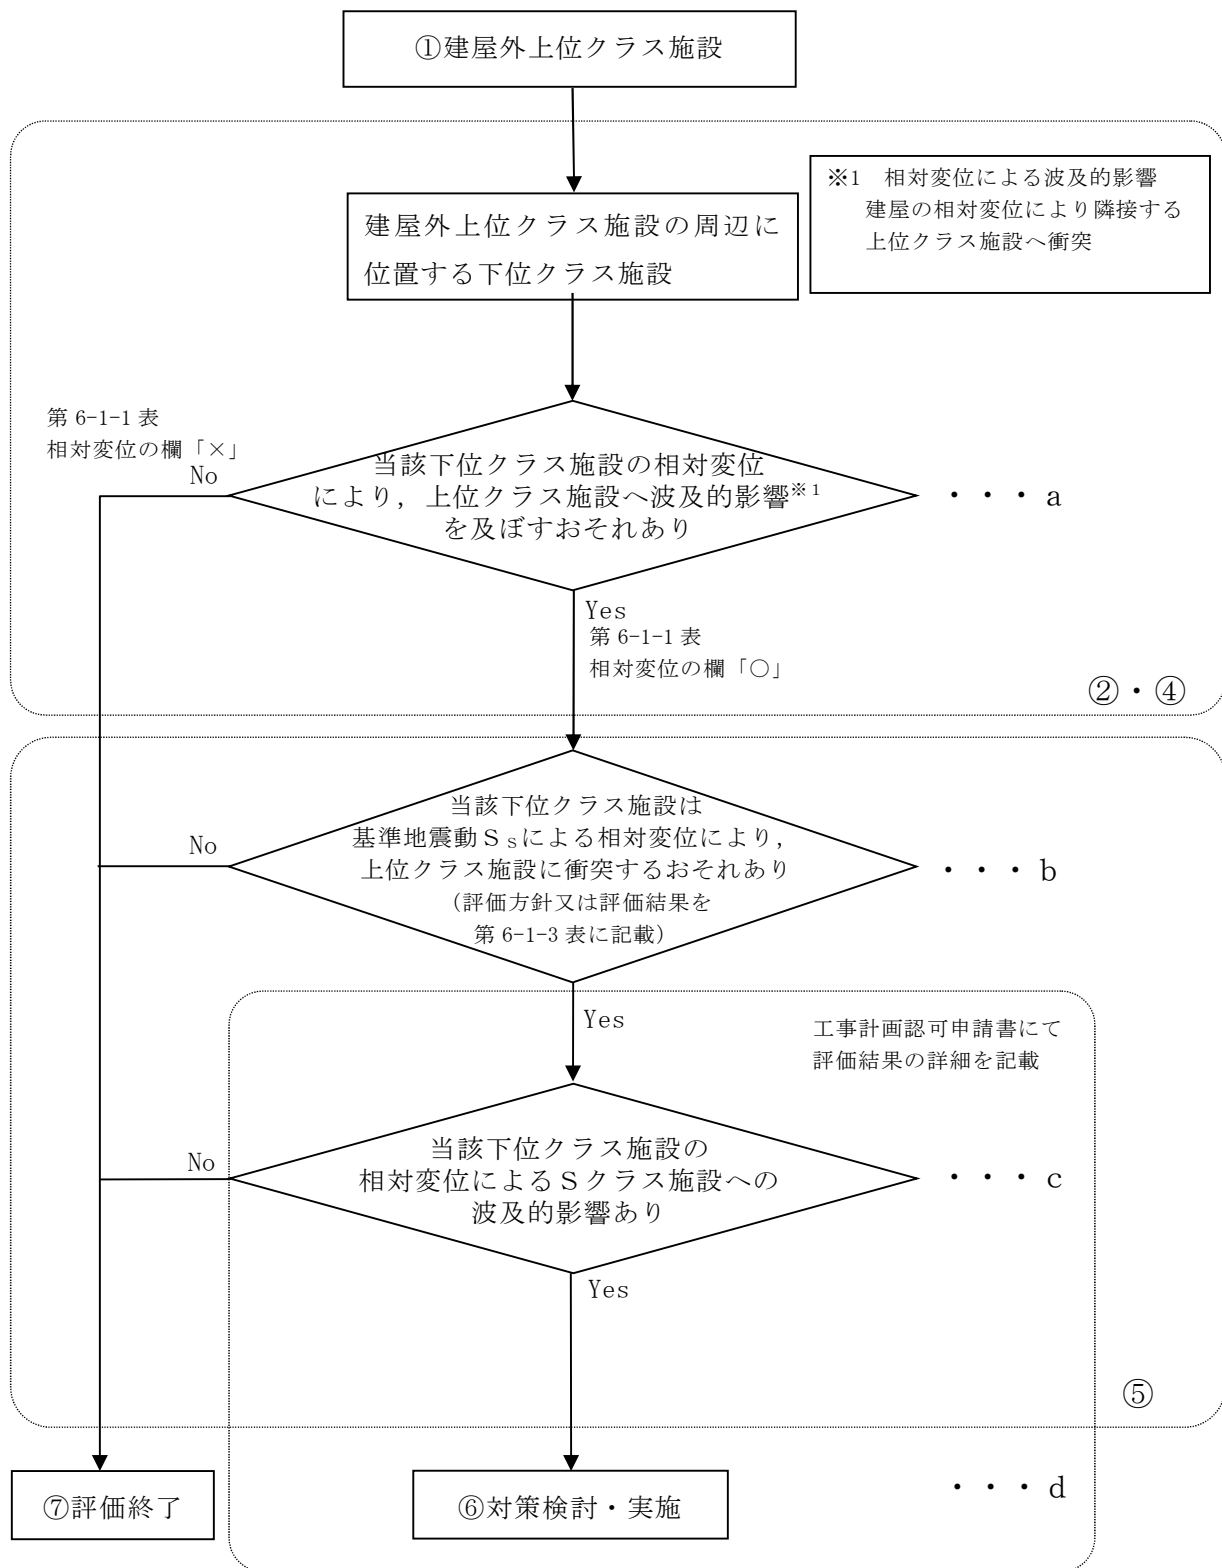 ①建屋外上位クラス施設
※1　相対変位による波及的影響
建屋の相対変位により隣接する
上位クラス施設へ衝突
建屋外上位クラス施設の周辺に
位置する下位クラス施設
第 6-1-1 表
相対変位の欄「×」
No
当該下位クラス施設の相対変位
により，上位クラス施設へ波及的影響※1
を及ぼすおそれあり
・・・a
Yes
第 6-1-1 表
相対変位の欄「○」
②・④
No
当該下位クラス施設は
基準地震動Ｓsによる相対変位により，
上位クラス施設に衝突するおそれあり
（評価方針又は評価結果を
第 6-1-3 表に記載）
・・・b
Yes
工事計画認可申請書にて
評価結果の詳細を記載
No
当該下位クラス施設の
相対変位によるＳクラス施設への
波及的影響あり
・・・c
Yes
⑤
⑦評価終了
⑥対策検討・実施
・・・d